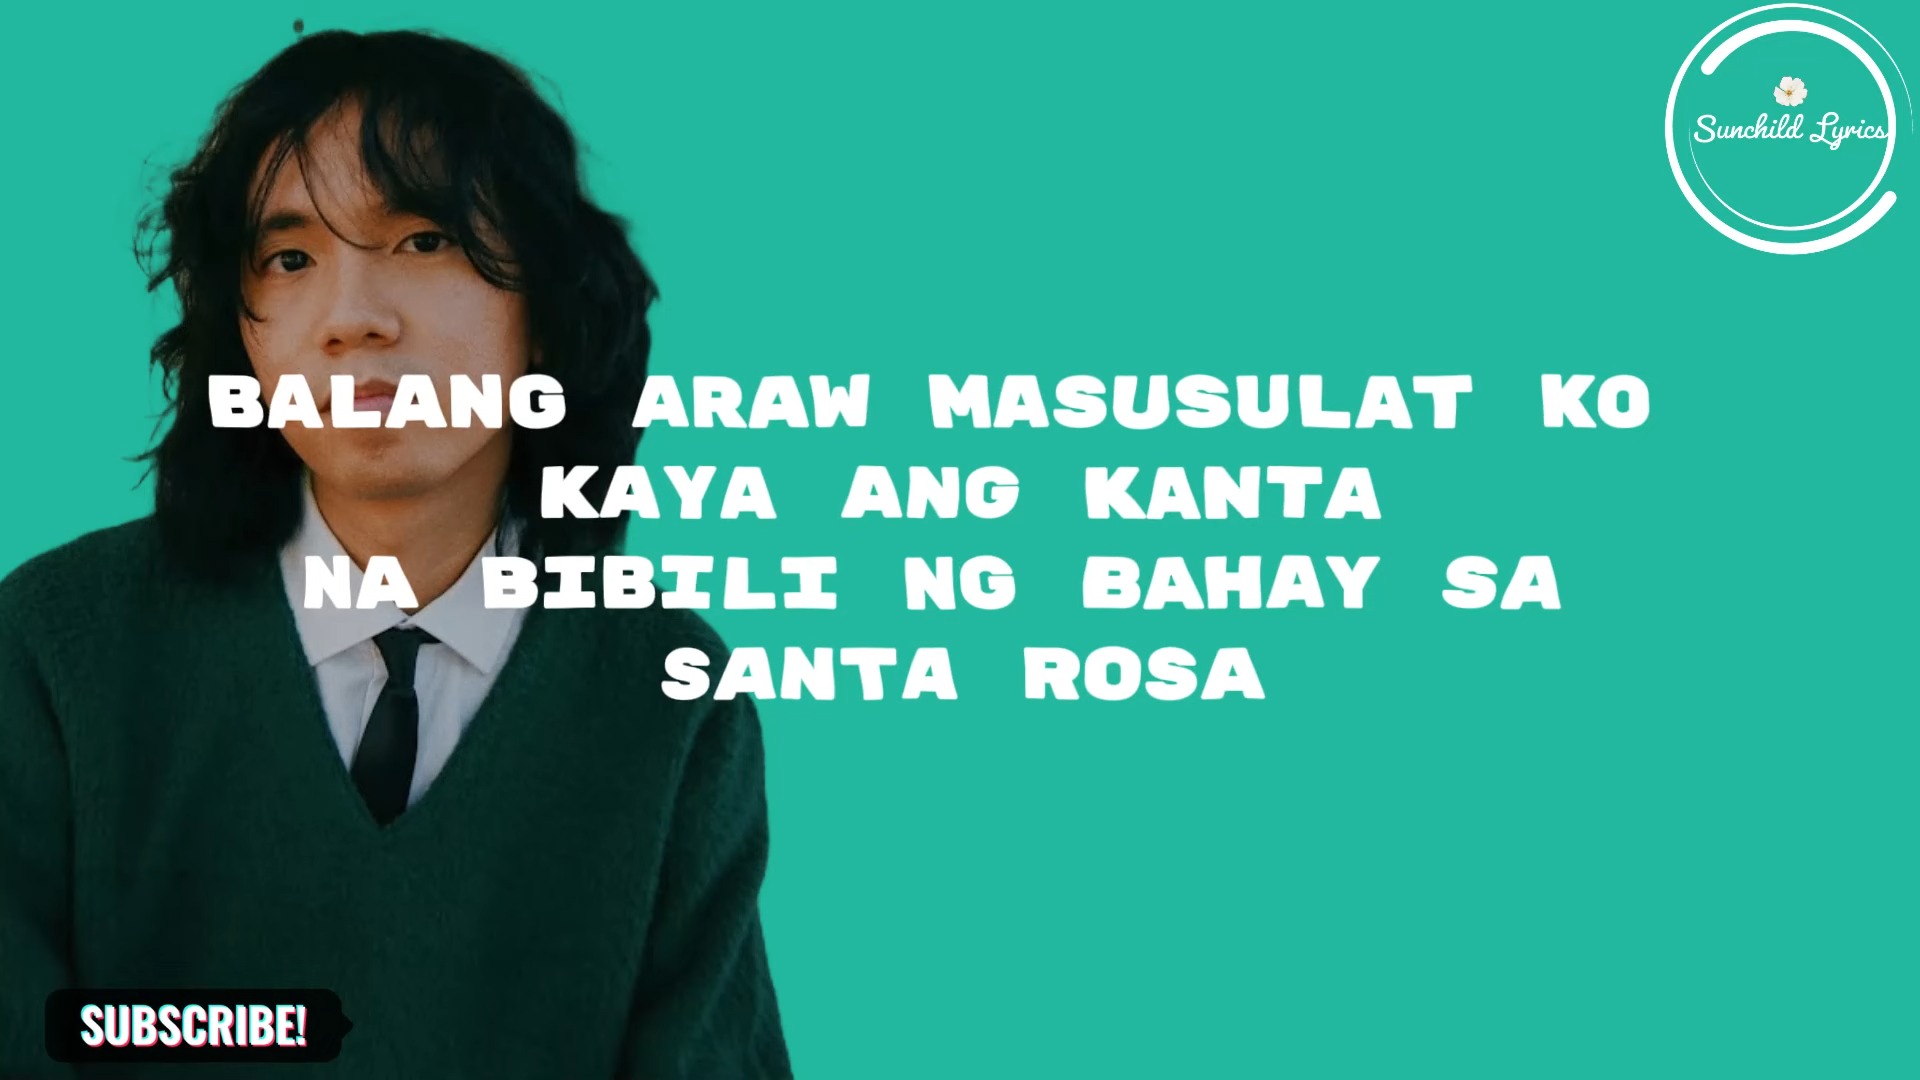 Sunchild Lyrics
BALANG ARAW MASUSULAT KO
KAYA ANG KANTA
NA BIBILI NG BAHAY SA
SANTA ROSA
SUBSCRIBE!